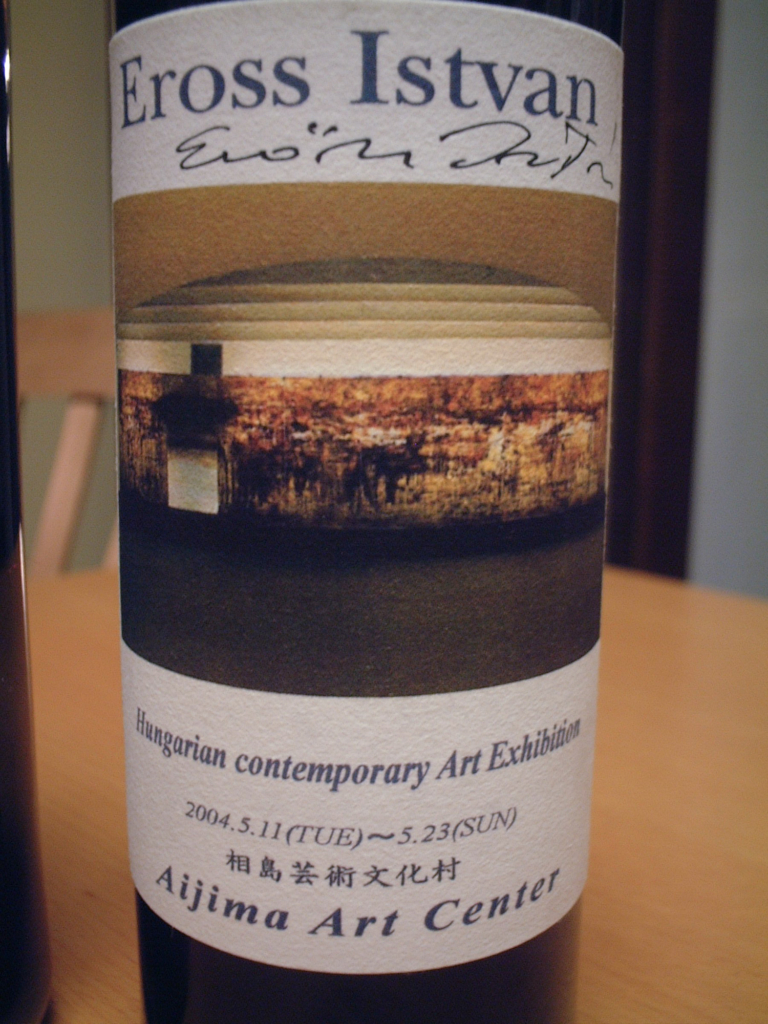 Eross Istvan
Hungarian contemporary Art Exhibition
2004.5.11(TUE)～5.23(SUN)
相島芸術文化村
Aijima Art Center